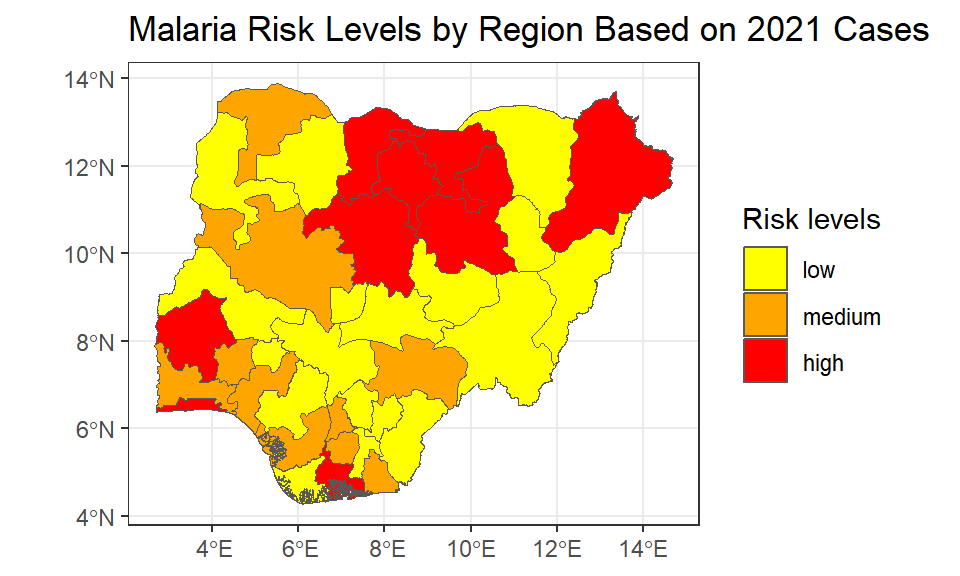 Malaria Risk Levels by Region Based on 2021 Cases
14°N
12°N
10°N
8°N
6°N
4°N
4°E 6°E 8°E 10°E 12°E 14°E
Risk levels
low
medium
high